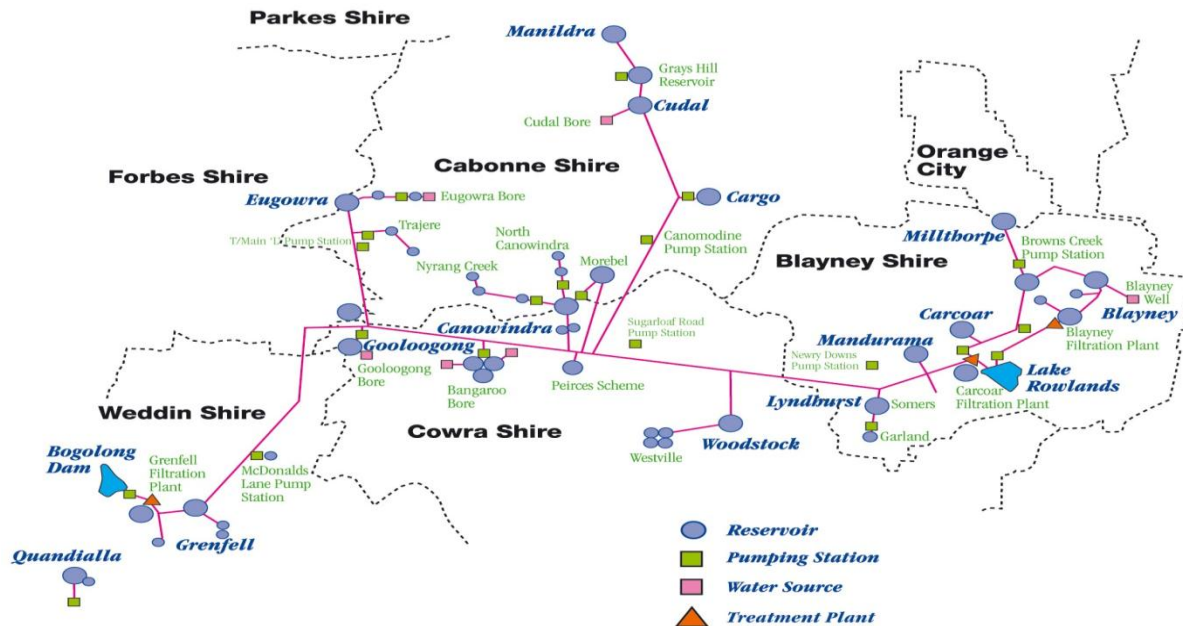 Parkes Shire
Manildra
Grays Hill
Reservoir
Cudal
Cudal Bore
Orange
City
Cabonne Shire
Forbes Shire
Eugowra
Eugowra Bore
Cargo
Trajere
T/Main 'D' Pump Station
North
Canowindra
Canomodine
Pump Station
Millthorpe
Browns Creek
Pump Station
Nyrang Creek
Morebel
Blayney Shire
Blayney
Well
Blayney
Canowindra
Sugarloaf Road
Pump Station
Carcoar
Blayney
Filtration Plant
Gooloogong
Mandurama
Newry Downs
Pump Station
Lake
Rowlands
Gooloogong
Bore
Bangaroo
Bore
Peirces Scheme
Carcoar
Filtration Plant
Weddin Shire
Lyndhurst
Somers
Cowra Shire
Garland
Woodstock
Westville
Bogolong
Dam
Grenfell
Filtration
Plant
McDonalds
Lane Pump
Station
Grenfell
Quandialla
Reservoir
Pumping Station
Water Source
Treatment Plant